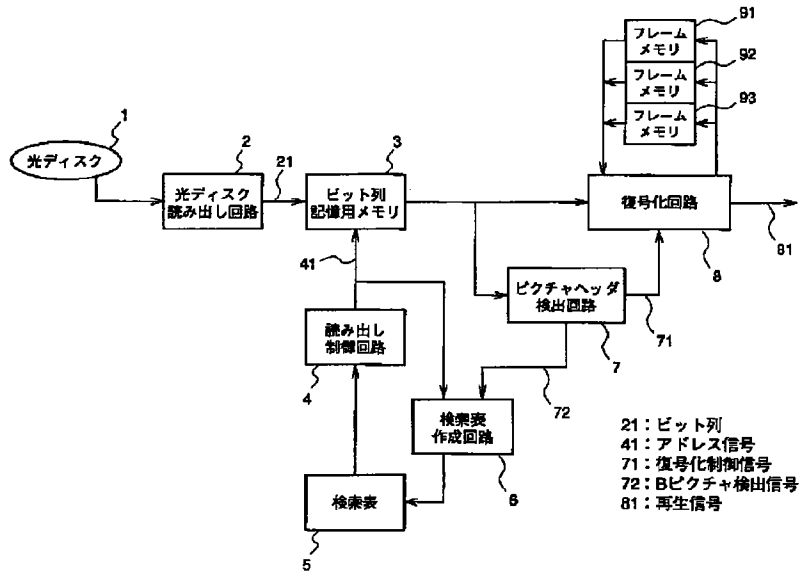 91
フレーム
メモリ
92
フレーム
メモリ
93
フレーム
メモリ
1
光ディスク
2
21
3
光ディスク
読み出し回路
ビット列
記憶用メモリ
復号化回路
81
8
41
ピクチャヘッダ
検出回路
71
7
読み出し
制御回路
4
72
検索表
作成回路
6
検索表
5
21：ビット列
41：アドレス信号
71：復号化制御信号
72：Bピクチャ検出信号
81：再生信号